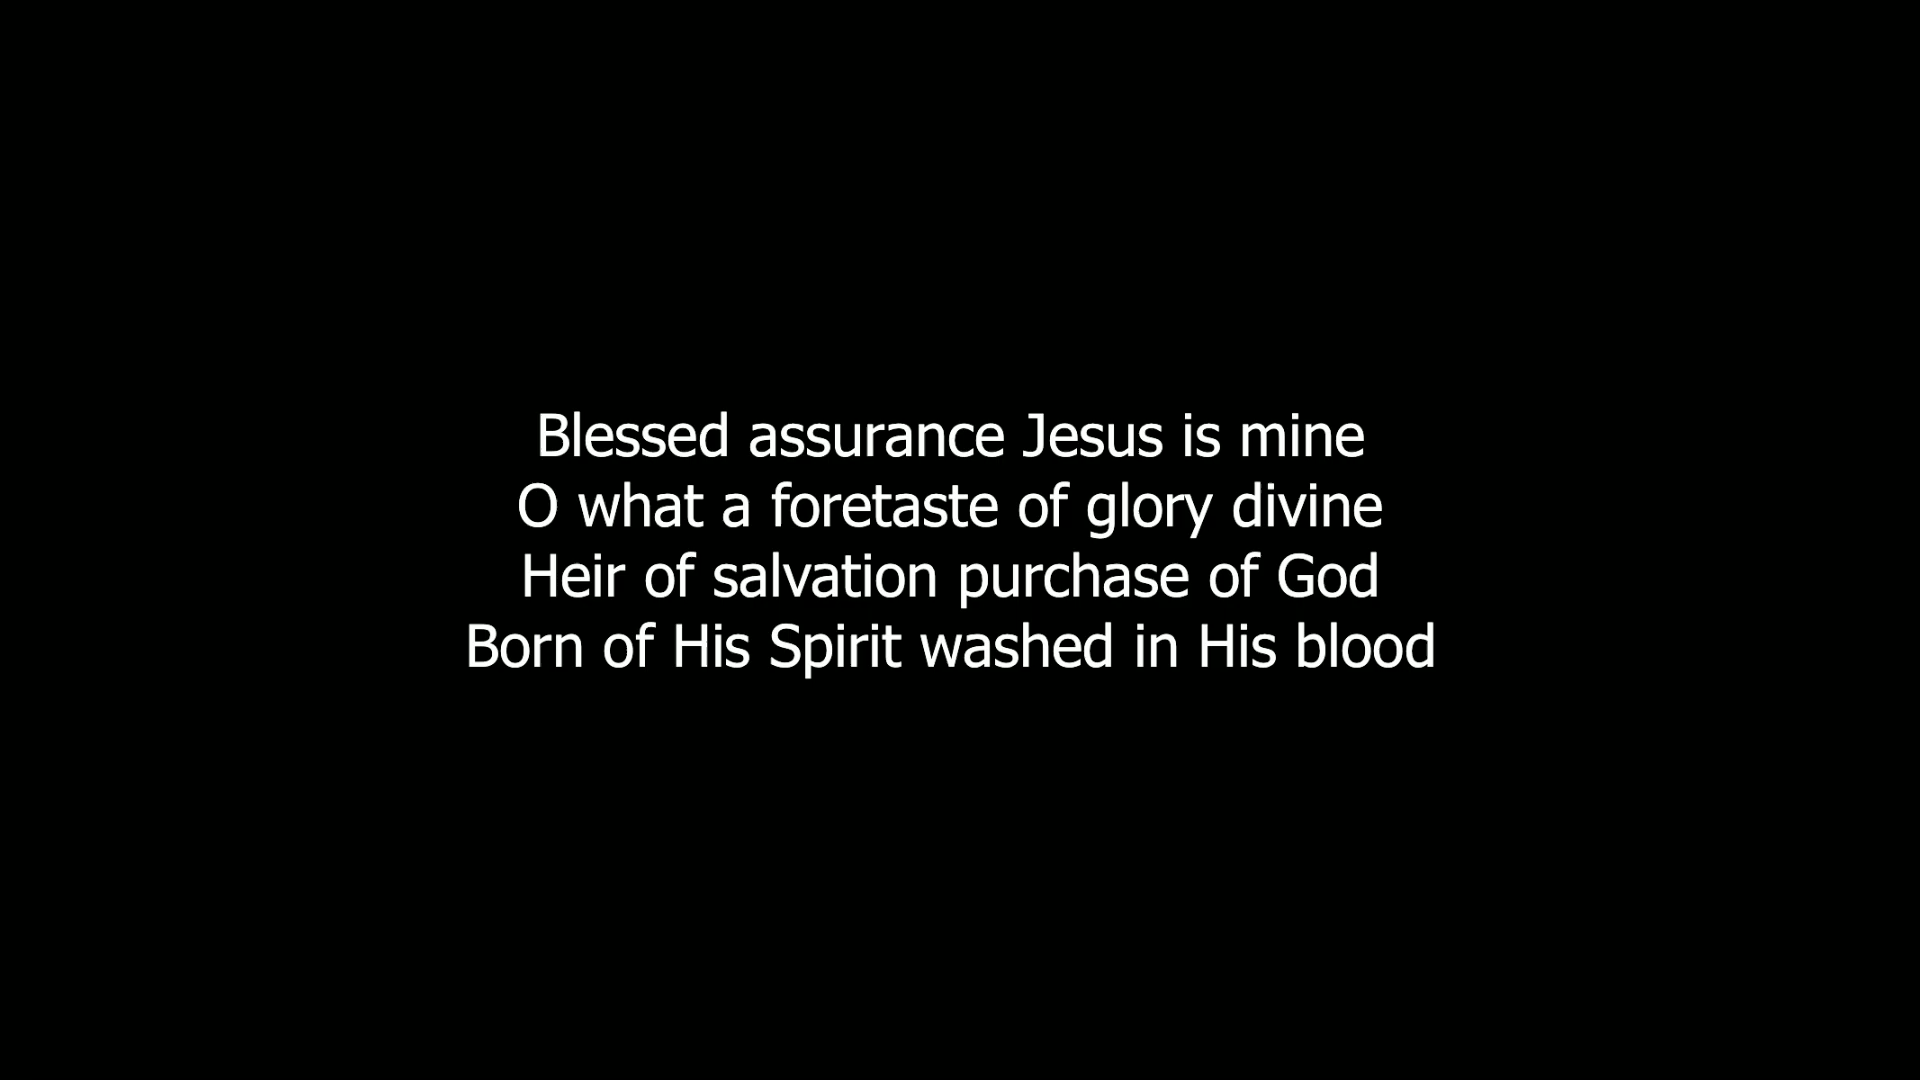 Blessed assurance Jesus is mine
O what a foretaste of glory divine
Heir of salvation purchase of God
Born of His Spirit washed in His blood